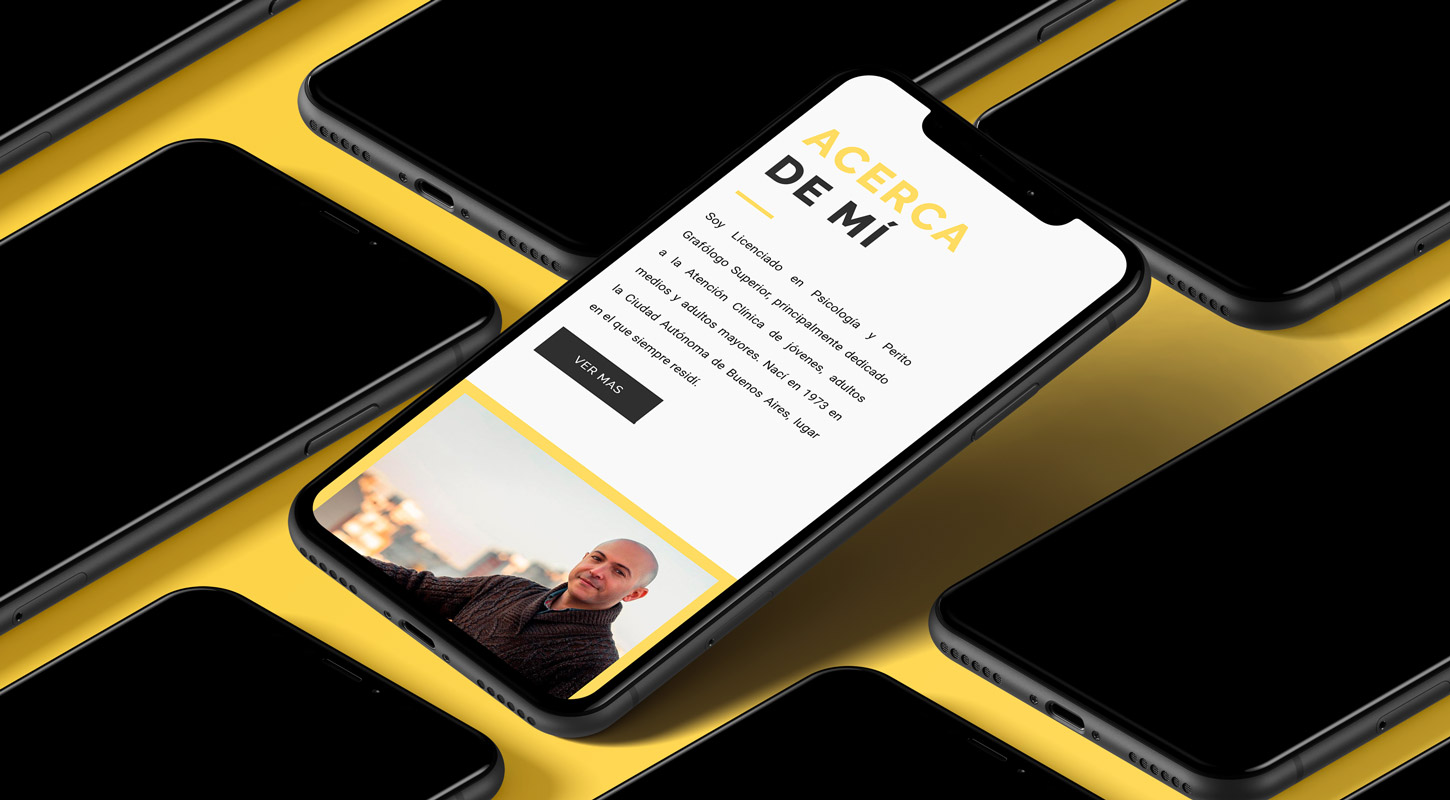 ACERCA
DE MÍ
Soy Licenciado en Psicología y Perito
Grafólogo Superior, principalmente dedicado
a la Atención Clínica de jóvenes, adultos
medios y adultos mayores. Nací en 1973 en
la Ciudad Autónoma de Buenos Aires, lugar
en el que siempre residí.
VER MAS